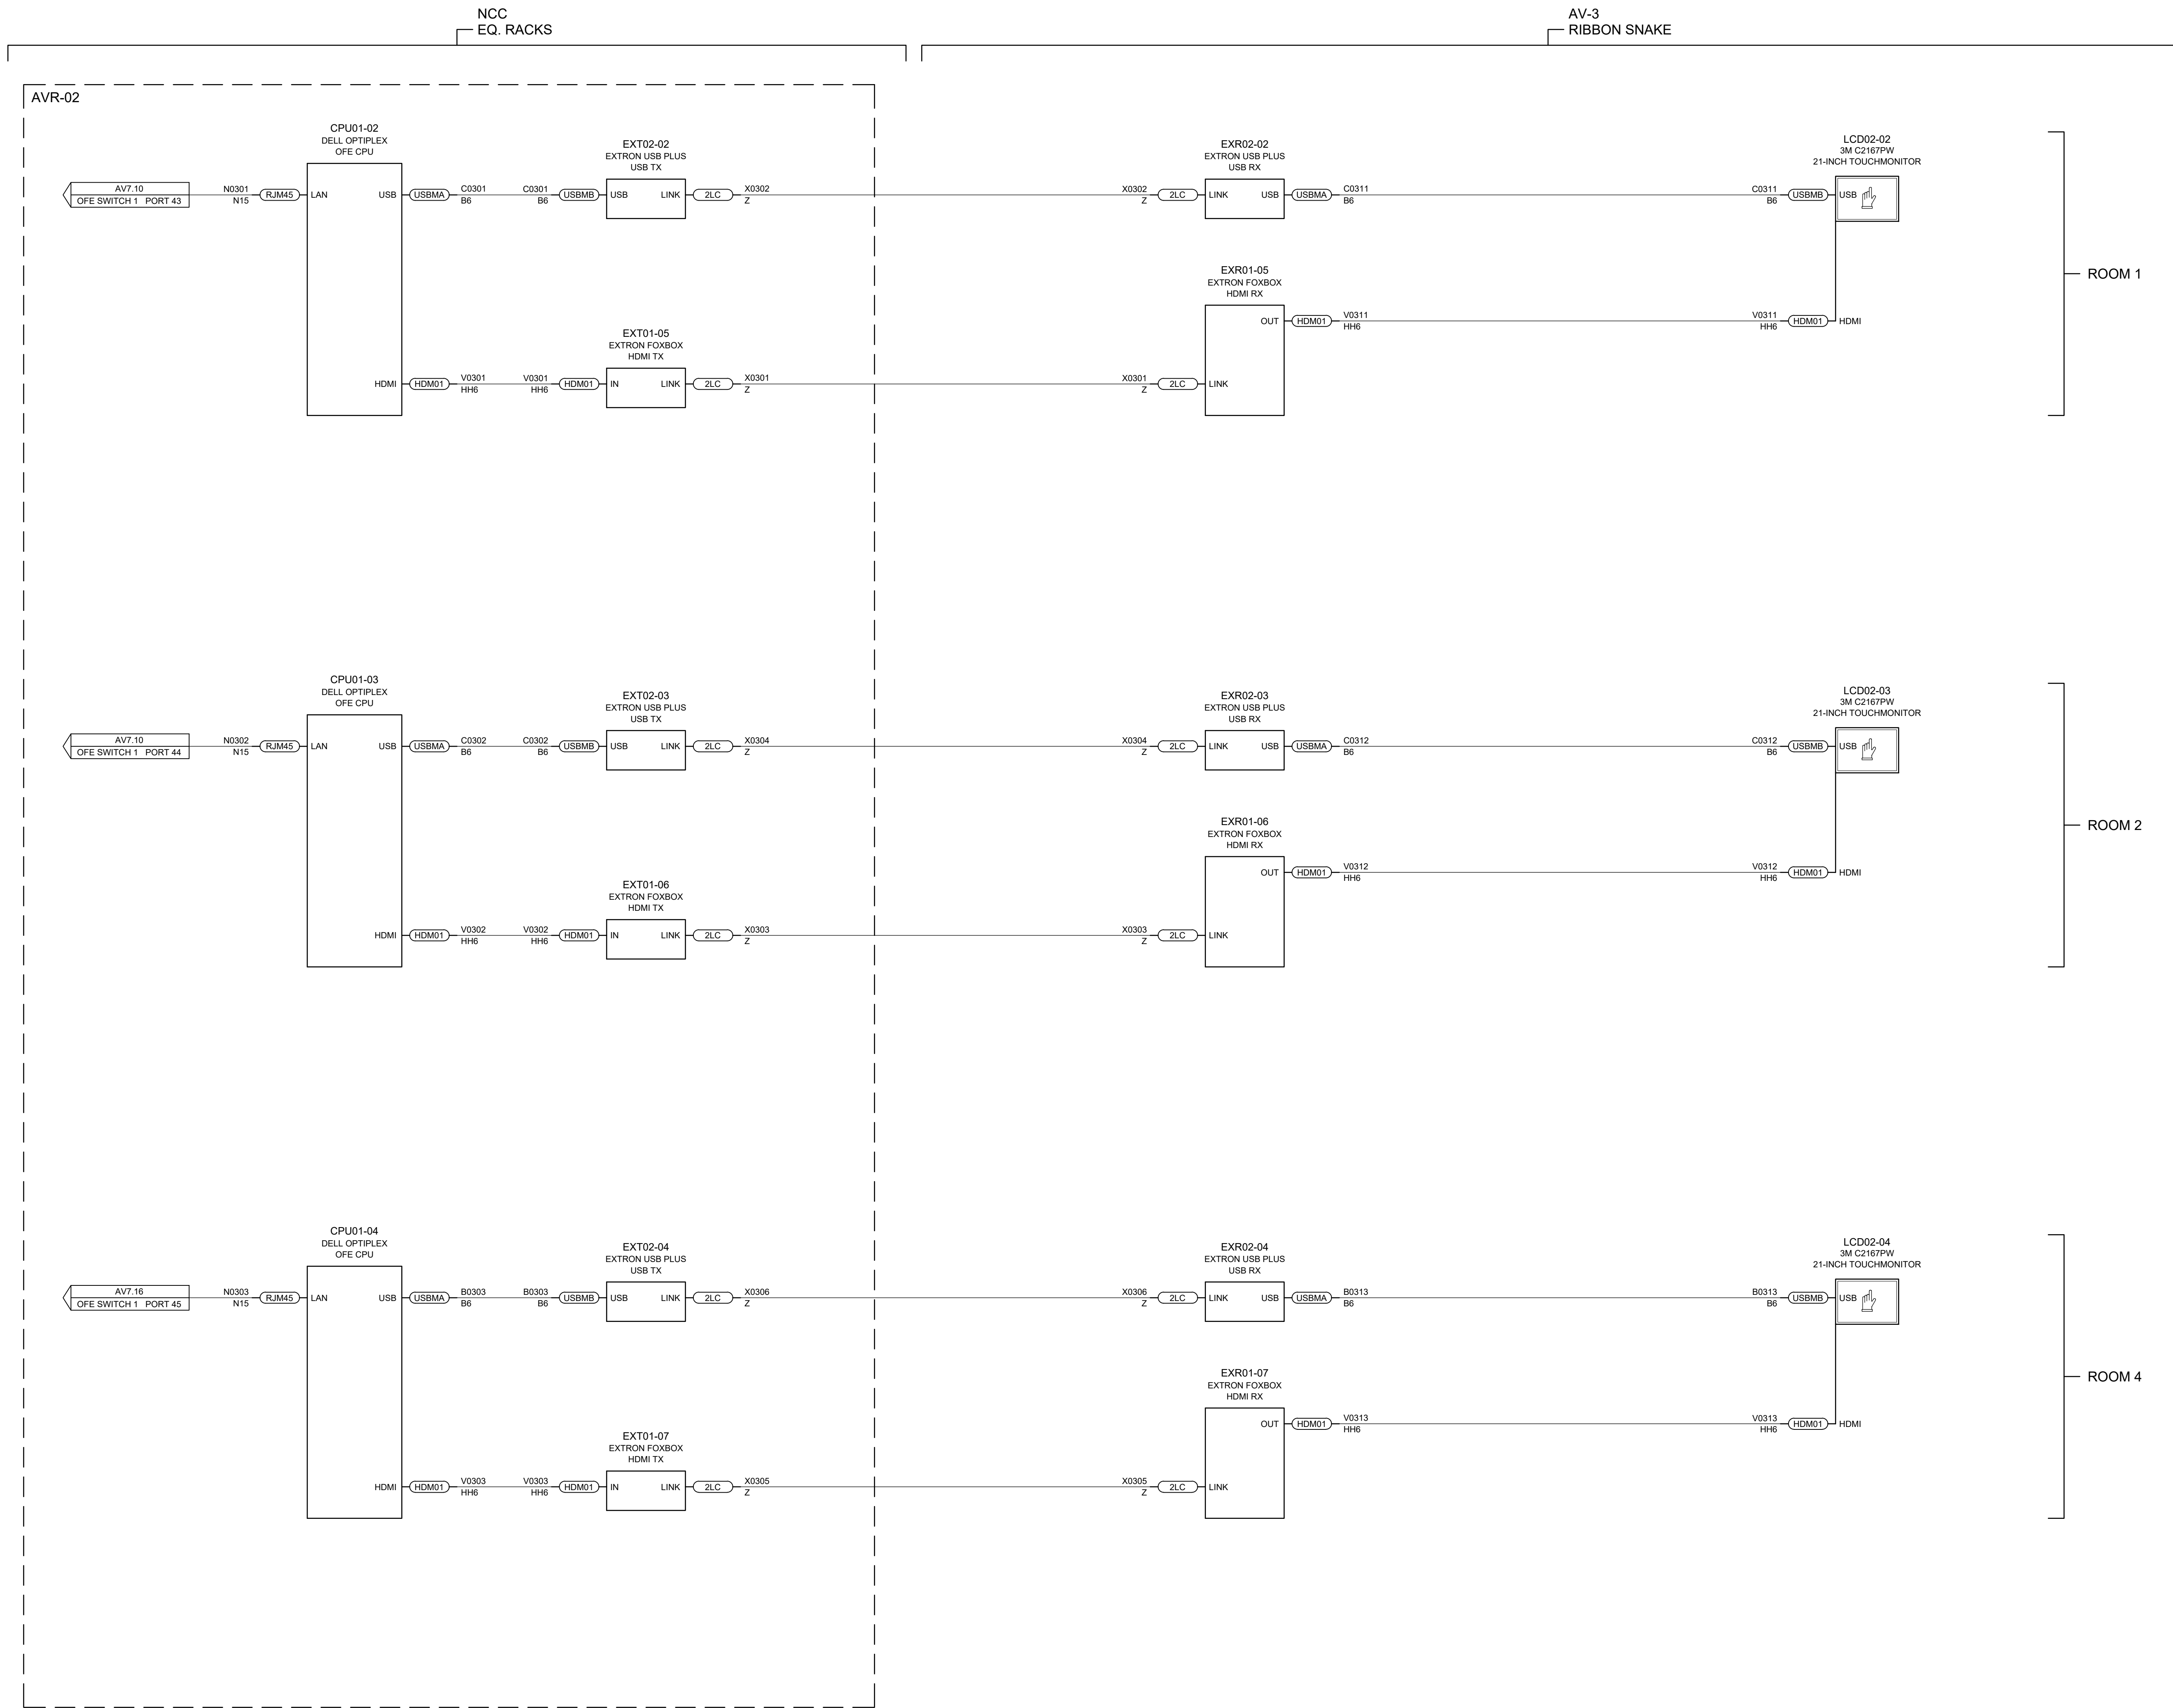 NCC
EQ. RACKS
AV-3
RIBBON SNAKE
AVR-02
CPU01-02
DELL OPTIPLEX
OFE CPU
EXT02-02
EXTRON USB PLUS
USB TX
EXR02-02
EXTRON USB PLUS
USB RX
LCD02-02
3M C2167PW
21-INCH TOUCHMONITOR
AV7.10
OFE SWITCH 1 PORT 43
N0301
N15
RJM45
LAN
USB
USBMA
C0301
B6
C0301
B6
USBMB
USB
LINK
2LC
X0302
Z
X0302
Z
2LC
LINK
USB
USBMA
C0311
B6
C0311
B6
USBMB
USB
ROOM 1
EXR01-05
EXTRON FOXBOX
HDMI RX
OUT
HDM01
V0311
HH6
V0311
HH6
HDM01
HDMI
EXT01-05
EXTRON FOXBOX
HDMI TX
HDMI
HDM01
V0301
HH6
V0301
HH6
HDM01
IN
LINK
2LC
X0301
Z
X0301
Z
2LC
LINK
CPU01-03
DELL OPTIPLEX
OFE CPU
EXT02-03
EXTRON USB PLUS
USB TX
EXR02-03
EXTRON USB PLUS
USB RX
LCD02-03
3M C2167PW
21-INCH TOUCHMONITOR
AV7.10
OFE SWITCH 1 PORT 44
N0302
N15
RJM45
LAN
USB
USBMA
C0302
B6
C0302
B6
USBMB
USB
LINK
2LC
X0304
Z
X0304
Z
2LC
LINK
USB
USBMA
C0312
B6
C0312
B6
USBMB
USB
ROOM 2
EXR01-06
EXTRON FOXBOX
HDMI RX
OUT
HDM01
V0312
HH6
V0312
HH6
HDM01
HDMI
EXT01-06
EXTRON FOXBOX
HDMI TX
HDMI
HDM01
V0302
HH6
V0302
HH6
HDM01
IN
LINK
2LC
X0303
Z
X0303
Z
2LC
LINK
CPU01-04
DELL OPTIPLEX
OFE CPU
EXT02-04
EXTRON USB PLUS
USB TX
EXR02-04
EXTRON USB PLUS
USB RX
LCD02-04
3M C2167PW
21-INCH TOUCHMONITOR
AV7.16
OFE SWITCH 1 PORT 45
N0303
N15
RJM45
LAN
USB
USBMA
B0303
B6
B0303
B6
USBMB
USB
LINK
2LC
X0306
Z
X0306
Z
2LC
LINK
USB
USBMA
B0313
B6
B0313
B6
USBMB
USB
ROOM 4
EXR01-07
EXTRON FOXBOX
HDMI RX
OUT
HDM01
V0313
HH6
V0313
HH6
HDM01
HDMI
EXT01-07
EXTRON FOXBOX
HDMI TX
HDMI
HDM01
V0303
HH6
V0303
HH6
HDM01
IN
LINK
2LC
X0305
Z
X0305
Z
2LC
LINK